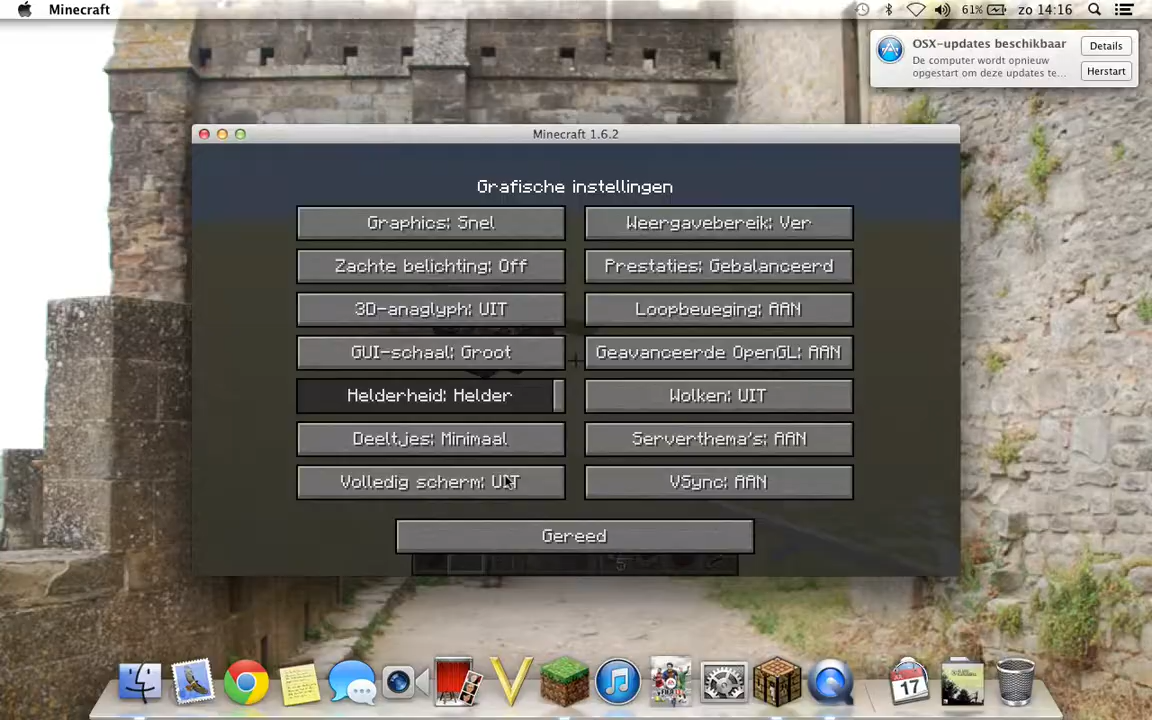 Minecraft
61%
zo 14:16
OSX-updates beschikbaar
De computer wordt opnieuw
opgestart om deze updates te...
Details
Herstart
Minecraft 1.6.2
Grafische instellingen
Graphics: Snel
Weergavebereik: Ver
Zachte belichting: Off
Prestaties: Gebalanceerd
3D-anaglyph: UIT
Loopbeweging: AAN
GUI-schaal: Groot
Geavanceerde OpenGL: AAN
Helderheid: Helder
Wolken: UIT
Deeltjes: Minimaal
Serverthema's: AAN
Volledig scherm: UIT
VSync: AAN
Gereed
17